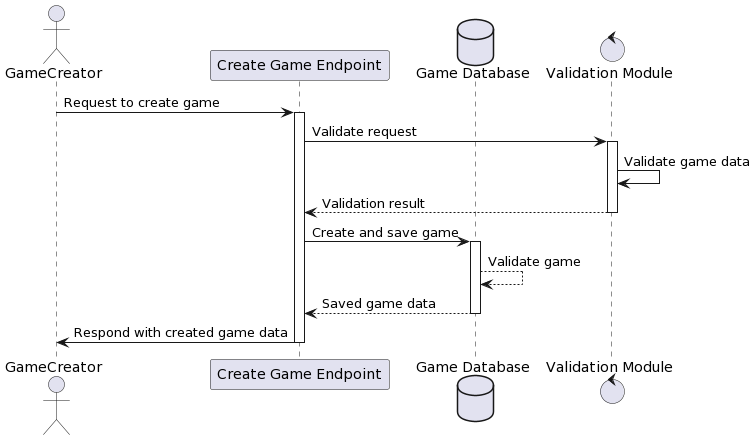 GameCreator
Create Game Endpoint
Game Database
Validation Module
Request to create game
Validate request
Validate game data
Validation result
Create and save game
Validate game
Saved game data
Respond with created game data
GameCreator
Create Game Endpoint
Game Database
Validation Module